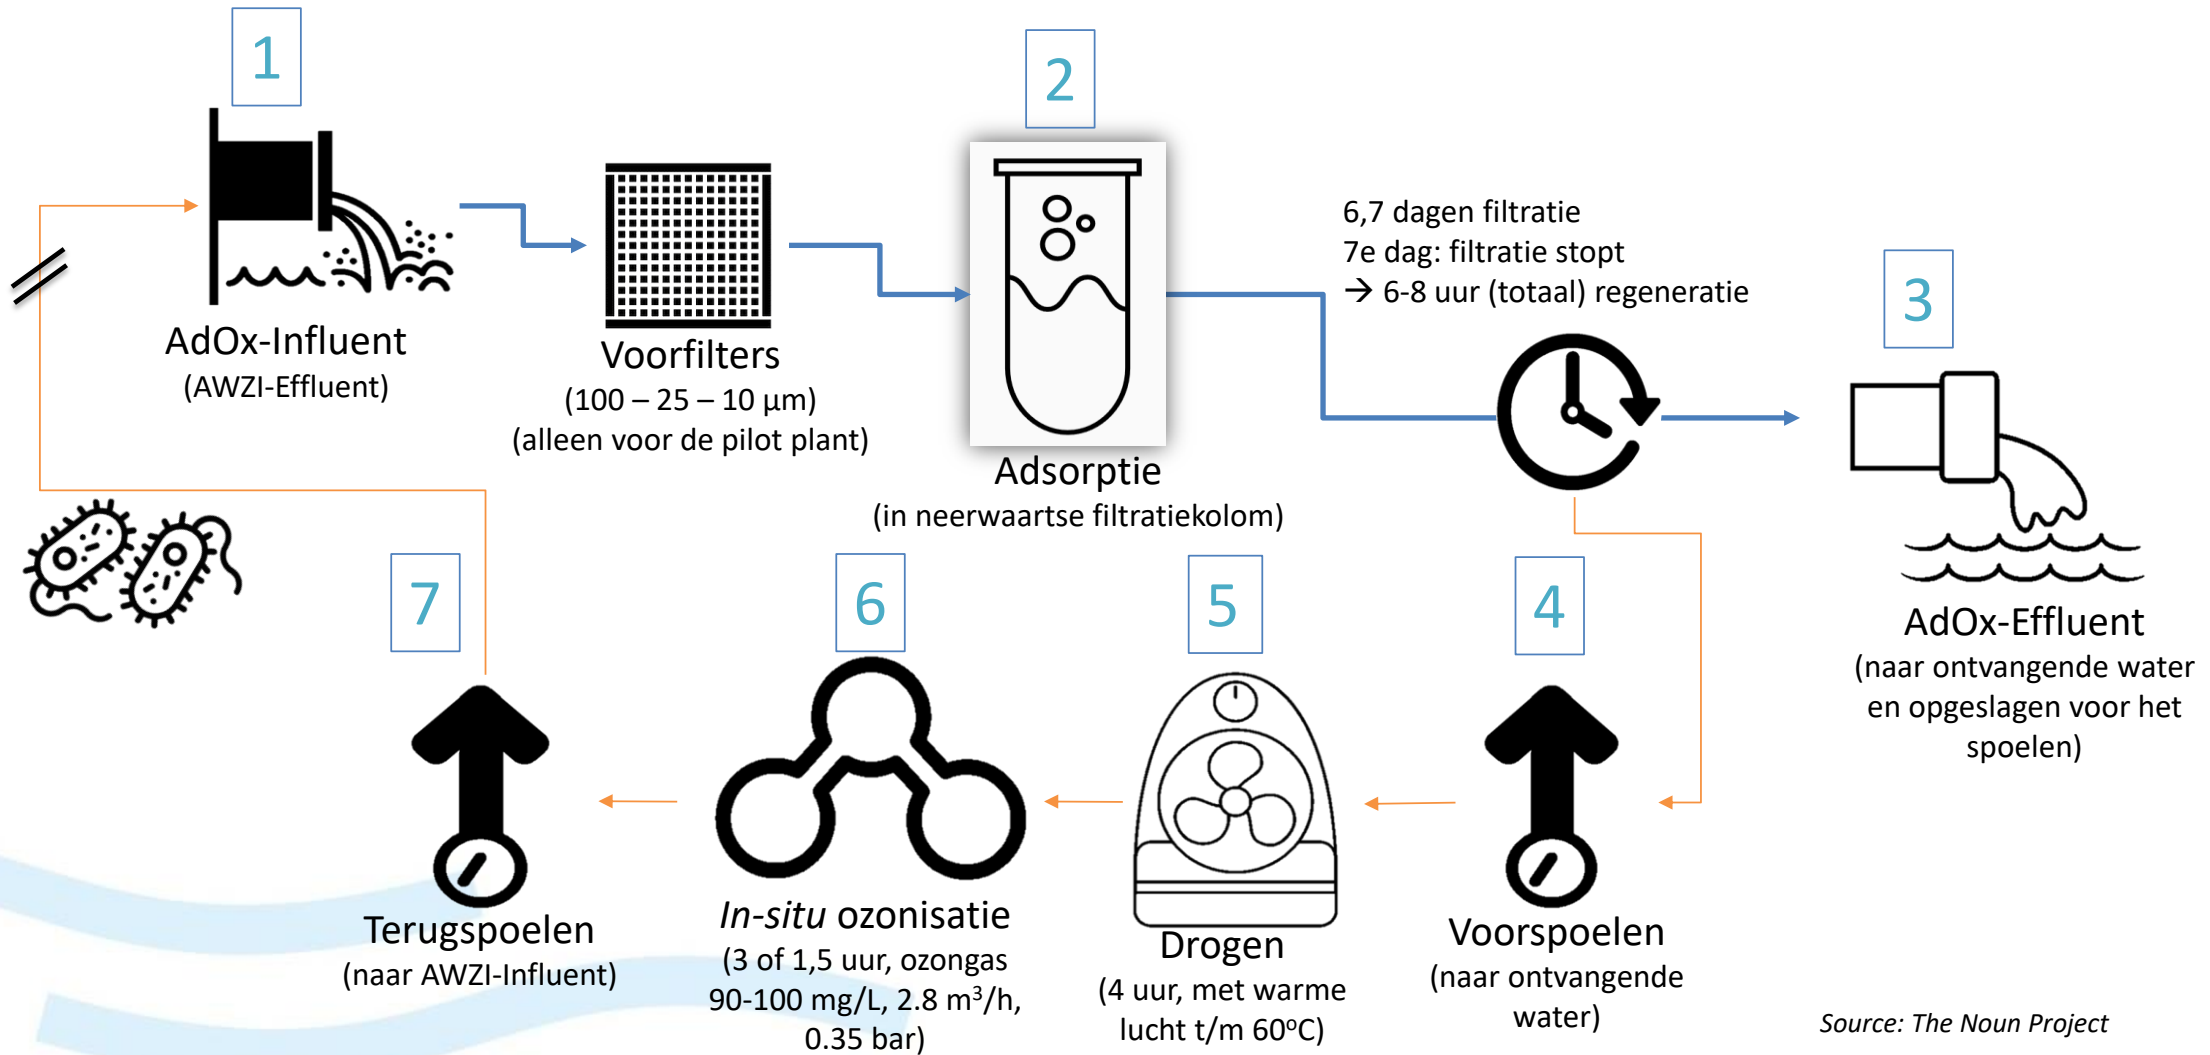 1
AdOx-Influent
(AWZI-Effluent)
Voorfilters
(100 – 25 – 10 µm)
(alleen voor de pilot plant)
2
Adsorptie
(in neerwaartse filtratiekolom)
6,7 dagen filtratie
7e dag: filtratie stopt
→ 6-8 uur (totaal) regeneratie
3
AdOx-Effluent
(naar ontvangende water
en opgeslagen voor het
spoelen)
4
Voorspoelen
(naar ontvangende
water)
5
Drogen
(4 uur, met warme
lucht t/m 60°C)
6
In-situ ozonisatie
(3 of 1,5 uur, ozongas
90-100 mg/L, 2.8 m³/h,
0.35 bar)
7
Terugspoelen
(naar AWZI-Influent)
Source: The Noun Project